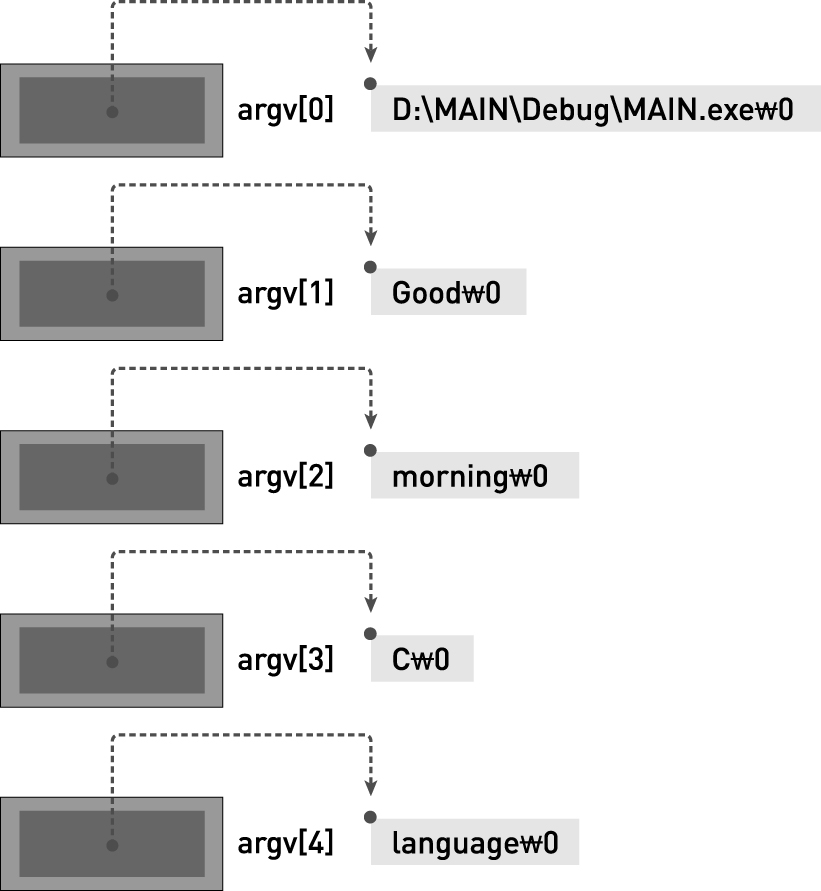 argv[0] D:\MAIN\Debug\MAIN.exe₩0
argv[1] Good₩0
argv[2] morning₩0
argv[3] C₩0
argv[4] language₩0